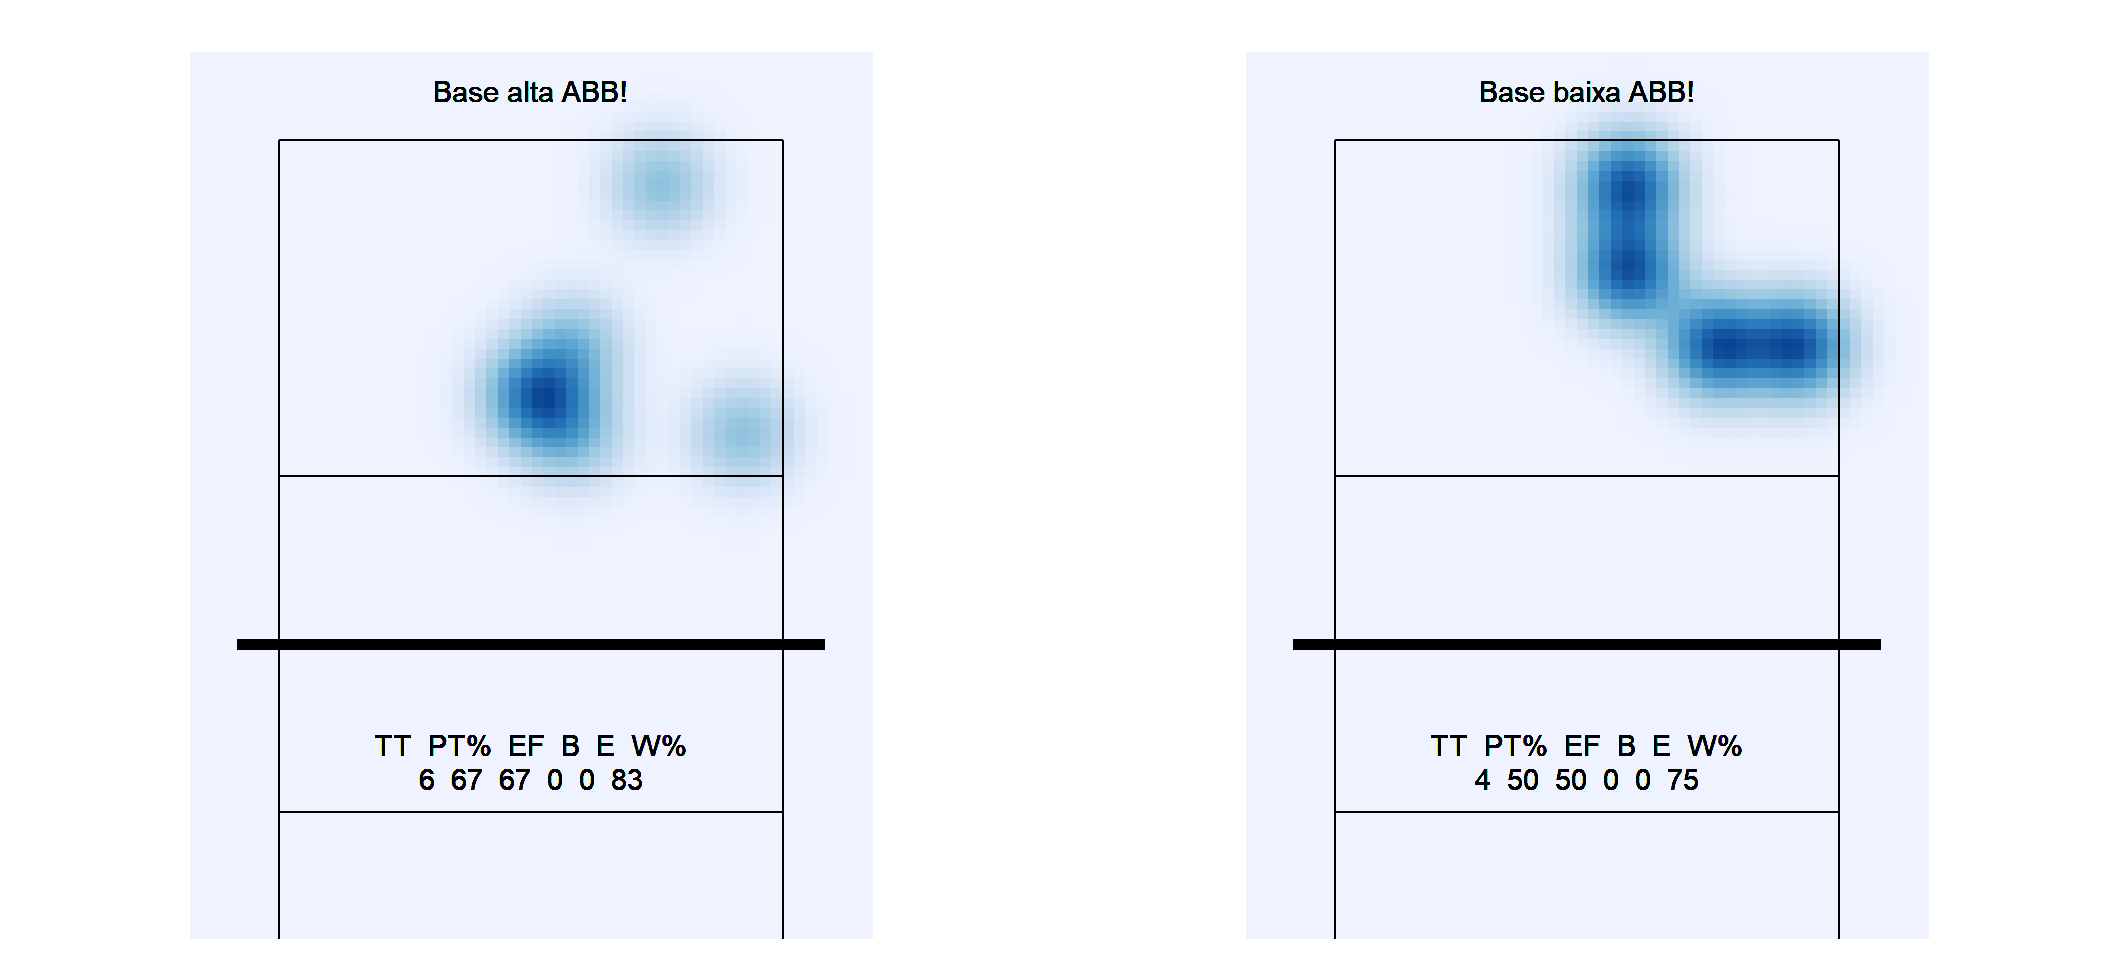 Base alta ABB!
TT PT% EF B E W%
6 67 67 0 0 83
Base baixa ABB!
TT PT% EF B E W%
4 50 50 0 0 75